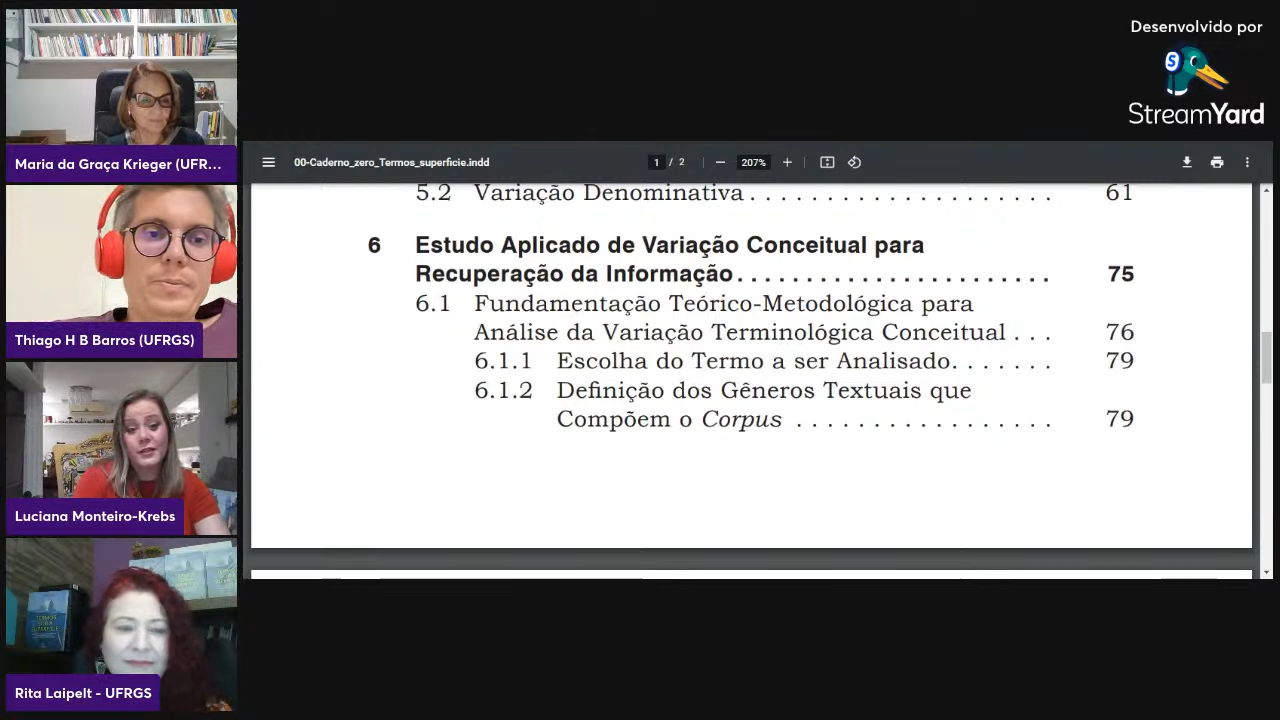 Desenvolvido por
StreamYard
Maria da Graça Krieger (UFR...
Thiago H B Barros (UFRGS)
Luciana Monteiro-Krebs
Rita Laipelt - UFRGS
00-Caderno_zero_Termos_superficie.indd
1 / 2
207%
5.2 Variação Denominativa . . . . . . . . . . . . . . . . . . . . 61
6 Estudo Aplicado de Variação Conceitual para
Recuperação da Informação . . . . . . . . . . . . . . . . . . . . . . . 75
6.1 Fundamentação Teórico-Metodológica para
Análise da Variação Terminológica Conceitual . . . 76
6.1.1 Escolha do Termo a ser Analisado. . . . . . . 79
6.1.2 Definição dos Gêneros Textuais que
Compõem o Corpus . . . . . . . . . . . . . . . . . 79